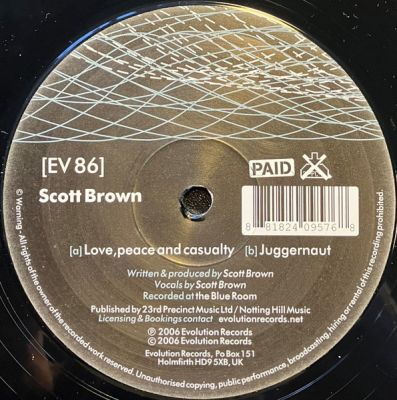 [EV 86]
PAID
Scott Brown
8 81824 09576 8
[a] Love, peace and casualty [b] Juggernaut
Written & produced by Scott Brown
Vocals by Scott Brown
Recorded at the Blue Room
Published by 23rd Precinct Music Ltd / Notting Hill Music
Licensing & Bookings contact evolutionrecords.net
℗ 2006 Evolution Records
© 2006 Evolution Records
Evolution Records, Po Box 151
Holmfirth HD9 5XB, UK
© Warning - All rights of the owner of this recorded work reserved. Unauthorised copying, public performance, broadcasting, hiring or rental of this recording prohibited.